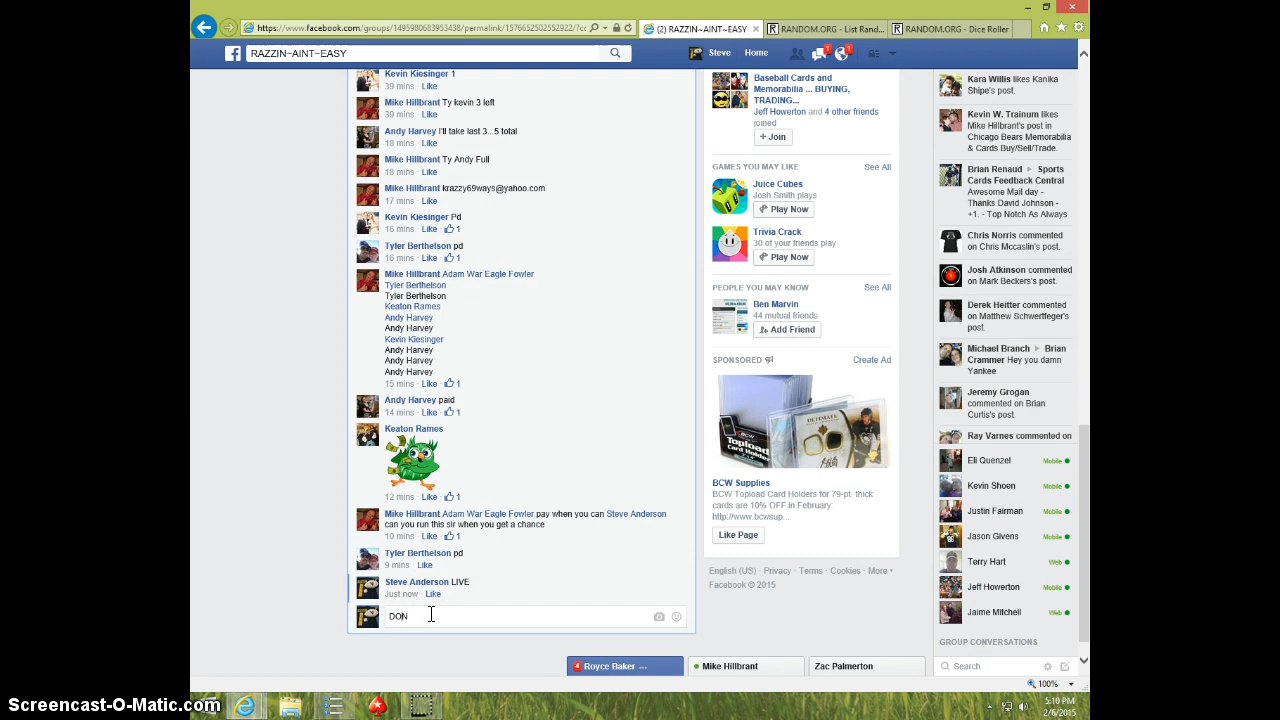 https://www.facebook.com/groups/1495980683953438/permalink/1576652502552922/?cc
(2) RAZZIN~AINT~EASY
RANDOM.ORG - List Rand...
RANDOM.ORG - Dice Roller
RAZZIN~AINT~EASY
Steve
Home
1
1
Kevin Kiesinger 1
39 mins · Like
Mike Hillbrant Ty kevin 3 left
39 mins · Like
Andy Harvey I'll take last 3...5 total
18 mins · Like
Mike Hillbrant Ty Andy Full
18 mins · Like
Mike Hillbrant krazzy69ways@yahoo.com
17 mins · Like
Kevin Kiesinger Pd
16 mins · Like · 1
Tyler Berthelson pd
16 mins · Like · 1
Mike Hillbrant Adam War Eagle Fowler
Tyler Berthelson
Tyler Berthelson
Keaton Rames
Andy Harvey
Andy Harvey
Kevin Kiesinger
Andy Harvey
Andy Harvey
Andy Harvey
15 mins · Like · 1
Andy Harvey paid
14 mins · Like · 1
Keaton Rames
12 mins · Like · 1
Mike Hillbrant Adam War Eagle Fowler pay when you can Steve Anderson
can you run this sir when you get a chance
10 mins · Like · 1
Tyler Berthelson pd
9 mins · Like
Steve Anderson LIVE
Just now · Like
DON
Baseball Cards and
Memorabilia ... BUYING,
TRADING...
Jeff Howerton and 4 other friends
joined
+ Join
GAMES YOU MAY LIKE
See All
Juice Cubes
Josh Smith plays
Play Now
Trivia Crack
30 of your friends play
Play Now
PEOPLE YOU MAY KNOW
See All
Ben Marvin
44 mutual friends
Add Friend
SPONSORED
Create Ad
BCW Supplies
BCW Topload Card Holders for 79-pt. thick
cards are 10% OFF in February:
http://www.bcwsup...
Like Page
English (US) · Privacy · Terms · Cookies · More
Facebook © 2015
Kara Willis likes Kanika
Shipe's post.
Kevin W. Trainum likes
Mike Hillbrant's post in
Chicago Bears Memorabilia
& Cards Buy/Sell/Trade.
Brian Renaud ▸ Sports
Cards Feedback Central
Awesome Mail day -
Thanks David Johnson -
+1. - Top Notch As Always
Chris Norris commented
on Chris Mccaslin's post.
Josh Atkinson commented
on Mark Beckers's post.
Derek Heitter commented
on Matthew Schwertfeger's
post.
Michael Branch ▸ Brian
Crammer Hey you damn
Yankee
Jeremy Grogan
commented on Brian
Curtis's post.
Ray Varnes commented on
Eli Quenzel Mobile
Kevin Shoen Mobile
Justin Fairman Mobile
Jason Givens Mobile
Terry Hart Web
Jeff Howerton Mobile
Jaime Mitchell Web
GROUP CONVERSATIONS
Search
4 Royce Baker ...
Mike Hillbrant
Zac Palmerton
100%
Screencast-O-Matic.com
5:10 PM
2/6/2015